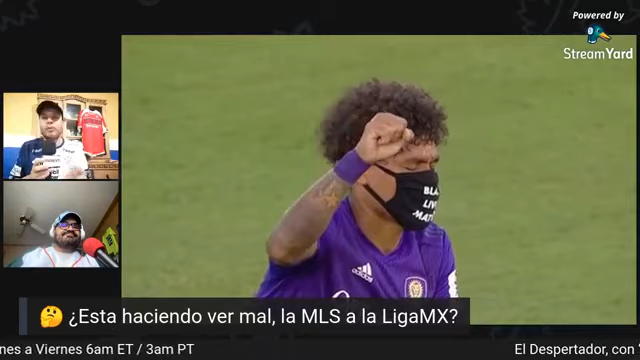 Powered by
StreamYard
BLACK
LIVES
MATTER
adidas
🤔 ¿Esta haciendo ver mal, la MLS a la LigaMX?
nes a Viernes 6am ET / 3am PT
El Despertador, con